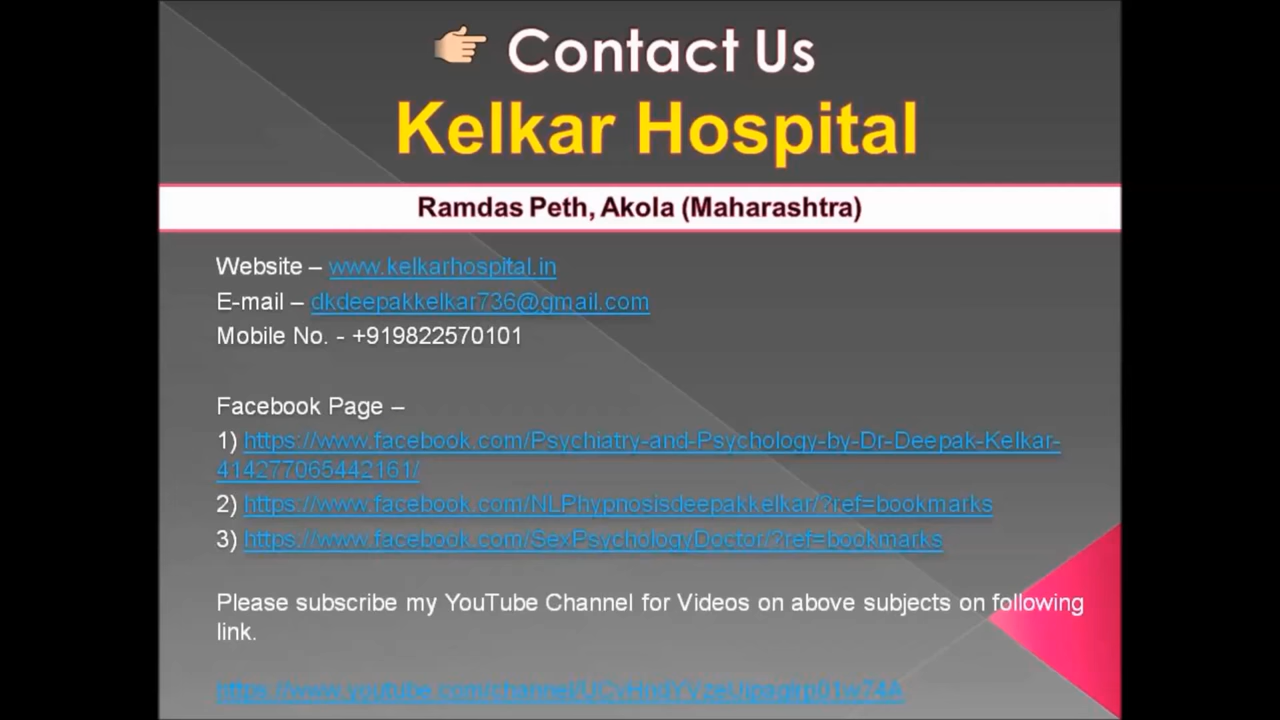 Contact Us
Kelkar Hospital
Ramdas Peth, Akola (Maharashtra)
Website – www.kelkarhospital.in
E-mail – dkdeepakkelkar736@gmail.com
Mobile No. - +919822570101
Facebook Page –
1) https://www.facebook.com/Psychiatry-and-Psychology-by-Dr-Deepak-Kelkar-
414277065442161/
2) https://www.facebook.com/NLPhypnosisdeepakkelkar/?ref=bookmarks
3) https://www.facebook.com/SexPsychologyDoctor/?ref=bookmarks
Please subscribe my YouTube Channel for Videos on above subjects on following
link.